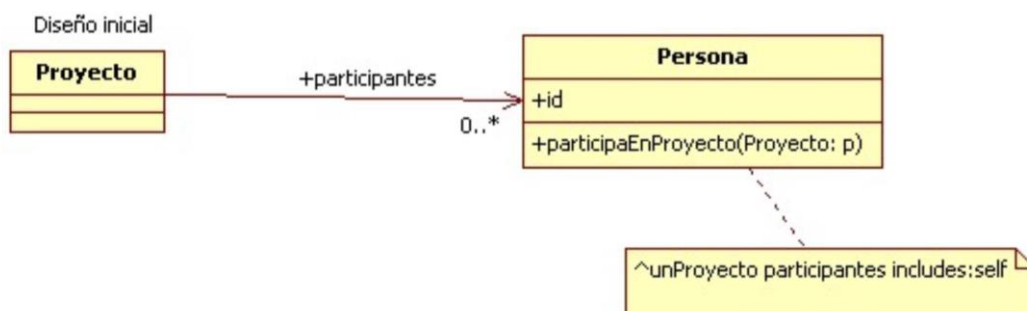 Diseño inicial
Proyecto
+participantes
0..*
Persona
+id
+participaEnProyecto(Proyecto: p)
^unProyecto participantes includes:self